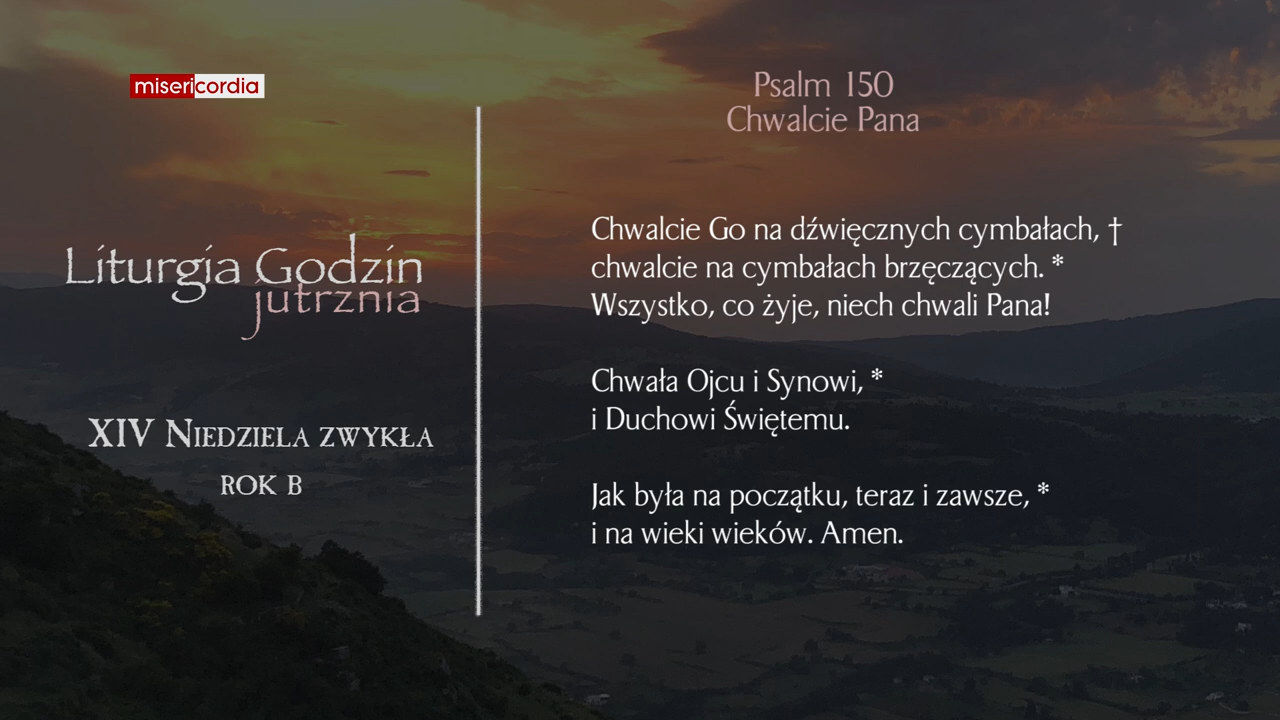 misericordia
Liturgia Godzin
jutrznia
XIV Niedziela zwykła
rok B
Psalm 150
Chwalcie Pana
Chwalcie Go na dźwięcznych cymbałach, †
chwalcie na cymbałach brzęczących. *
Wszystko, co żyje, niech chwali Pana!
Chwała Ojcu i Synowi, *
i Duchowi Świętemu.
Jak była na początku, teraz i zawsze, *
i na wieki wieków. Amen.